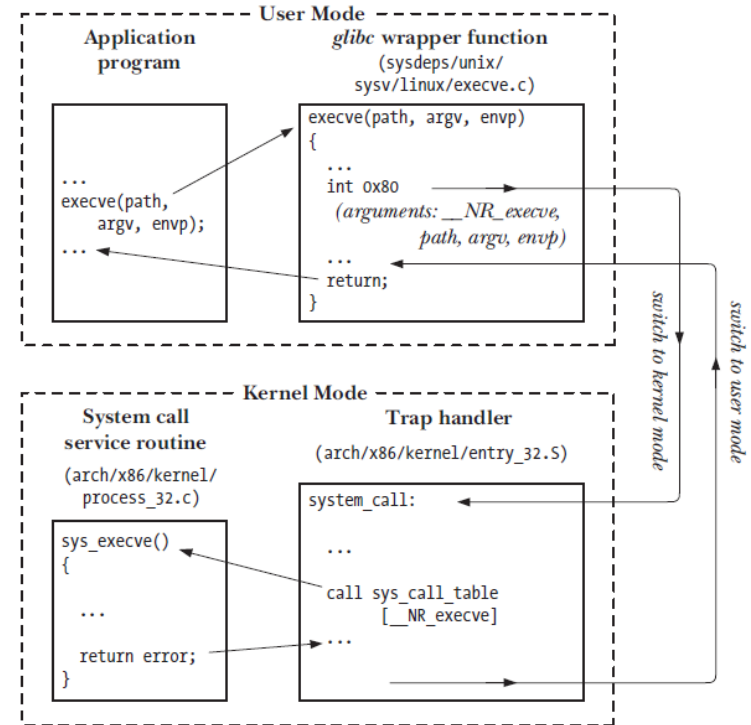 User Mode
Application
program
glibc wrapper function
(sysdeps/unix/
sysv/linux/execve.c)
...
execve(path,
argv, envp);
...
execve(path, argv, envp)
{
...
int 0x80
(arguments: __NR_execve,
path, argv, envp)
...
return;
}
switch to kernel mode
switch to user mode
Kernel Mode
System call
service routine
(arch/x86/kernel/
process_32.c)
Trap handler
(arch/x86/kernel/entry_32.S)
sys_execve()
{
...
return error;
}
system_call:
...
call sys_call_table
[__NR_execve]
...